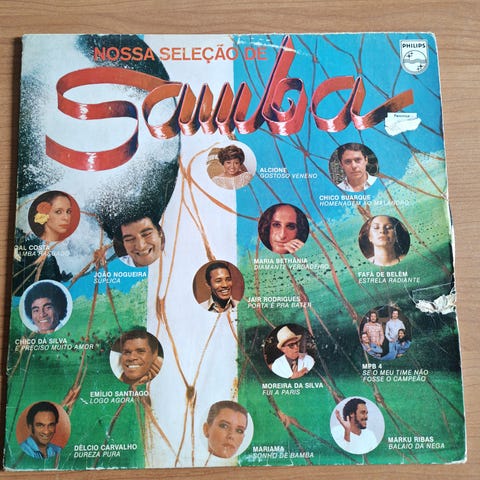 NOSSA SELEÇÃO DE
PHILIPS
Samba
ALCIONE
GOSTOSO VENENO
CHICO BUARQUE
HOMENAGEM AO MALANDRO
GAL COSTA
SAMBA RASGADO
JOÃO NOGUEIRA
SÚPLICA
MARIA BETHÂNIA
DIAMANTE VERDADEIRO
FAFÁ DE BELÉM
ESTRELA RADIANTE
JAIR RODRIGUES
PORTA E PRA BATER
CHICO DA SILVA
É PRECISO MUITO AMOR
MPB 4
SE O MEU TIME NÃO
FOSSE O CAMPEÃO
EMÍLIO SANTIAGO
LOGO AGORA
MOREIRA DA SILVA
FUI A PARIS
DÉLCIO CARVALHO
DUREZA PURA
MARIAMA
SONHO DE BAMBA
MARKU RIBAS
BALAIO DA NEGA